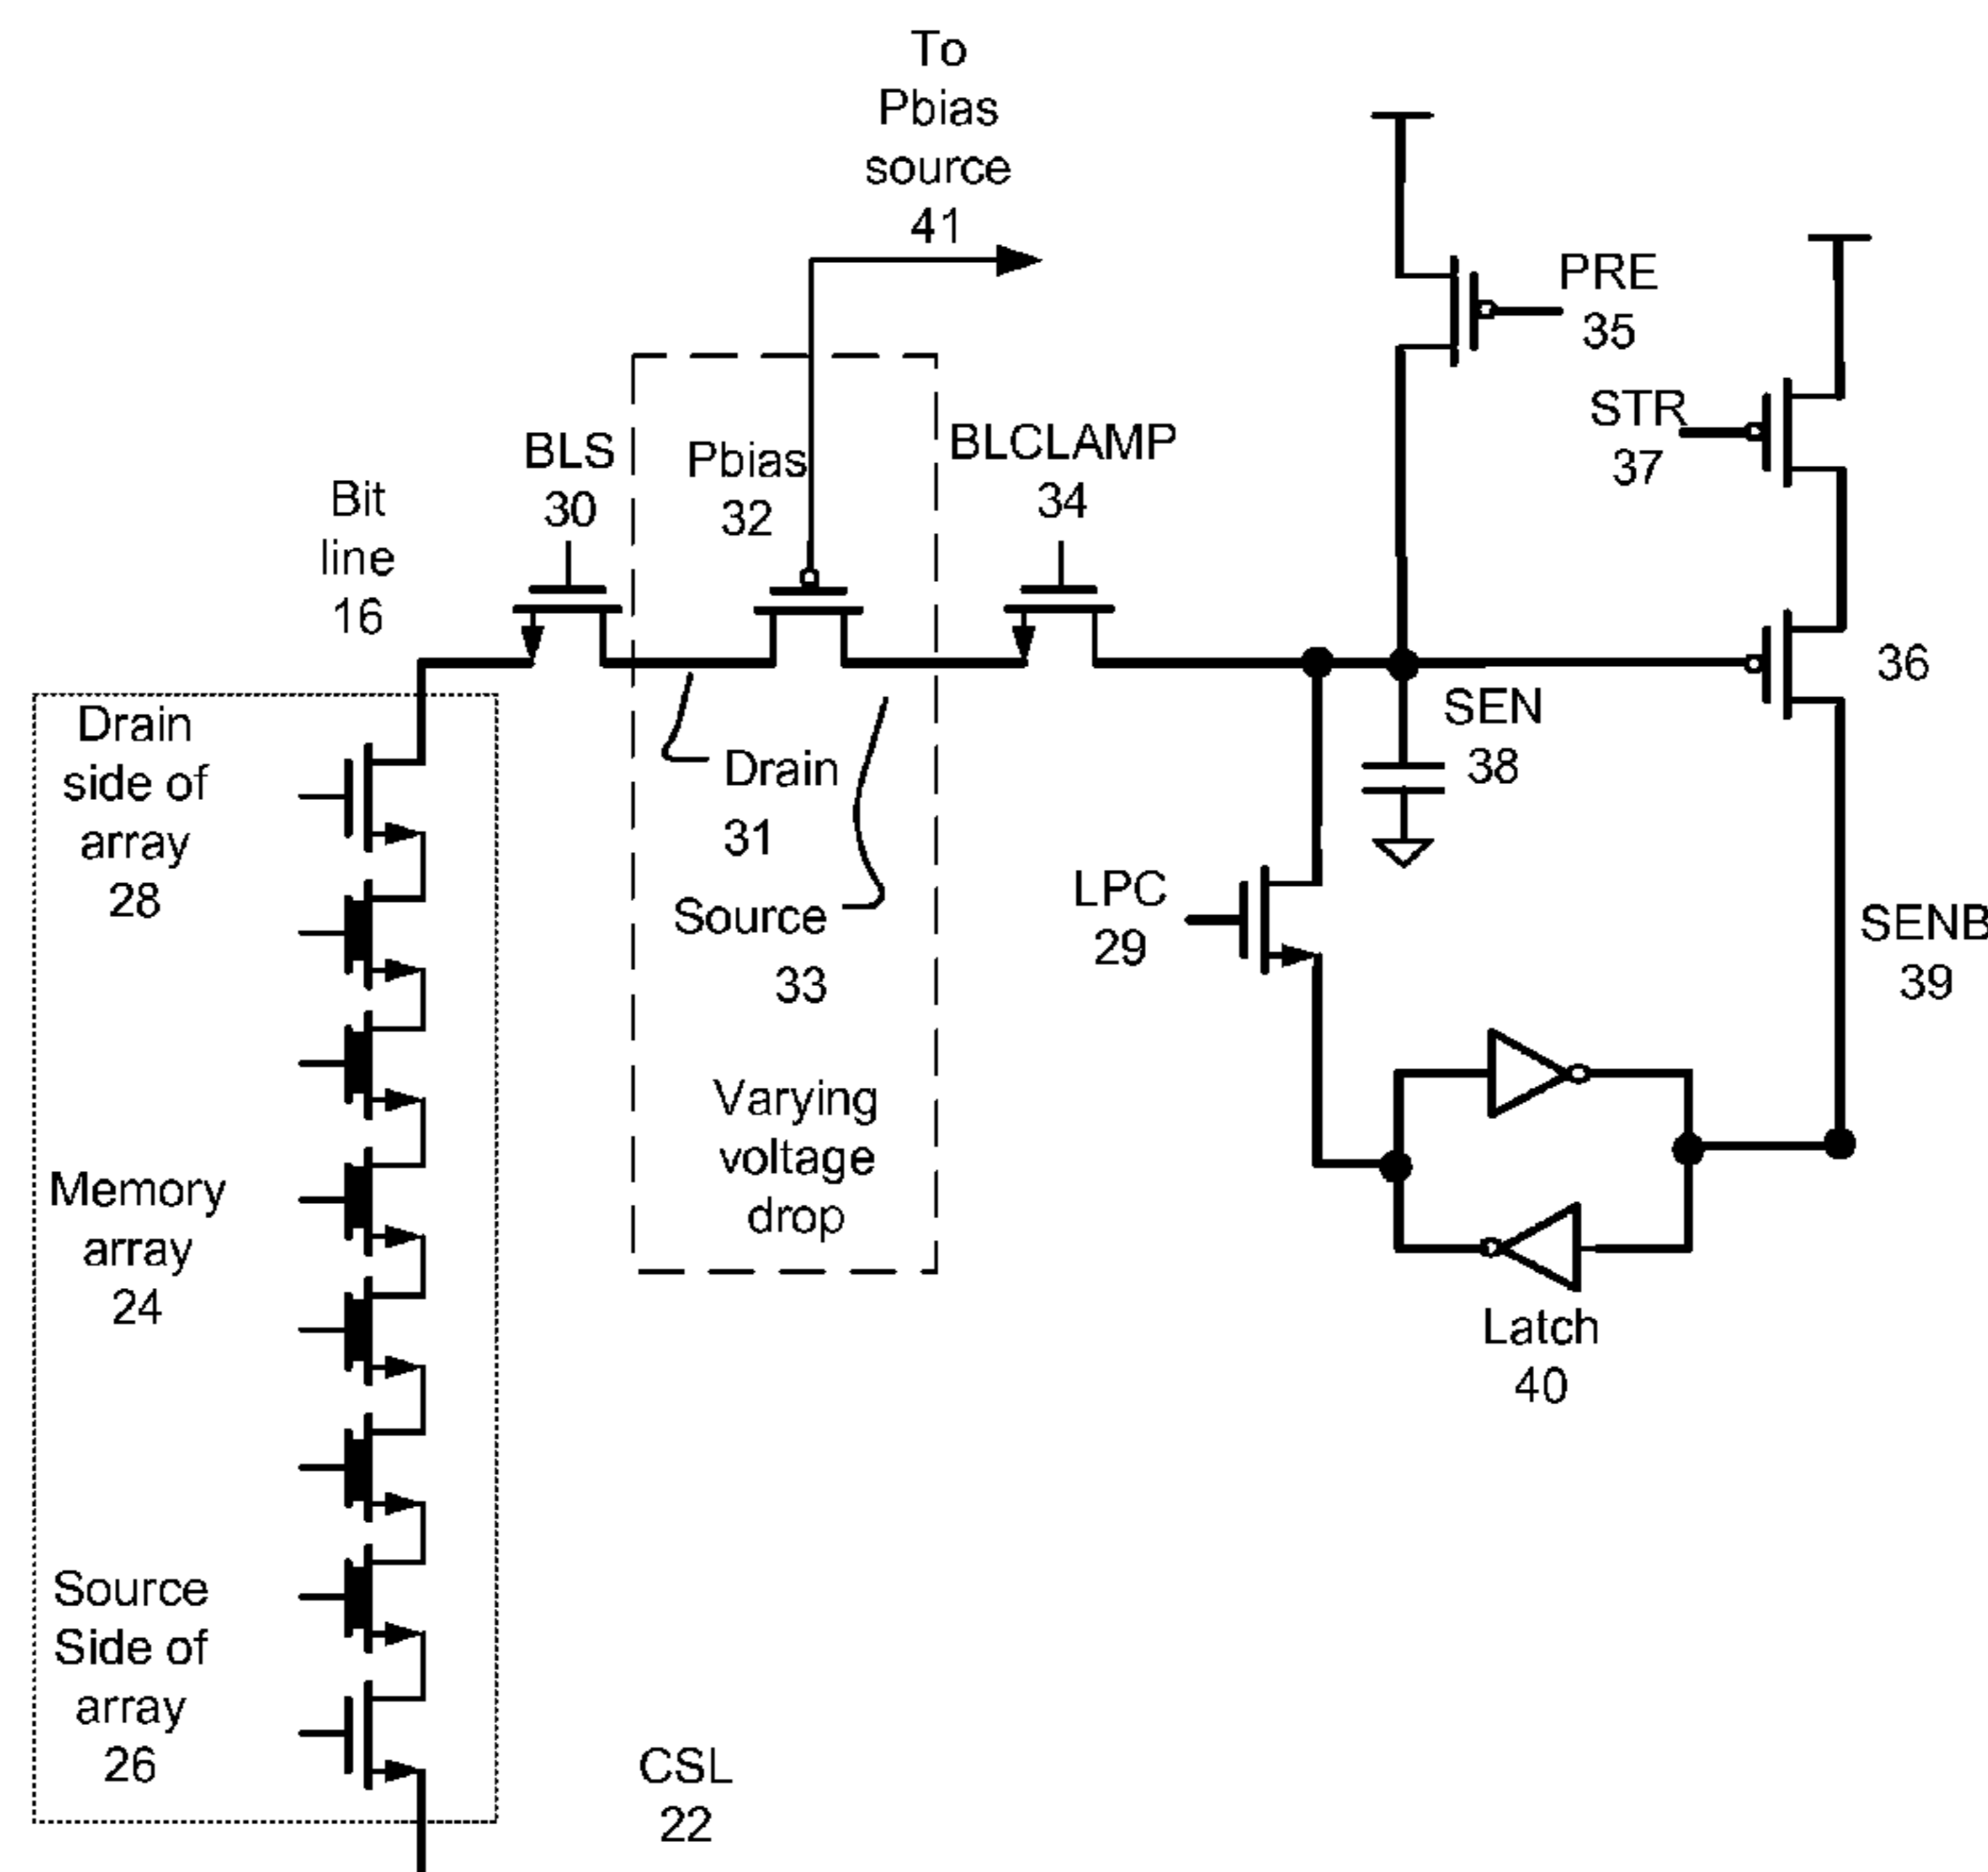 To
Pbias
source
41
PRE
35
STR
37
BLS
30
Pbias
32
BLCLAMP
34
Bit
line
16
36
SEN
38
Drain
side of
array
28
Drain
31
Source
33
LPC
29
SENB
39
Varying
voltage
drop
Memory
array
24
Latch
40
Source
Side of
array
26
CSL
22